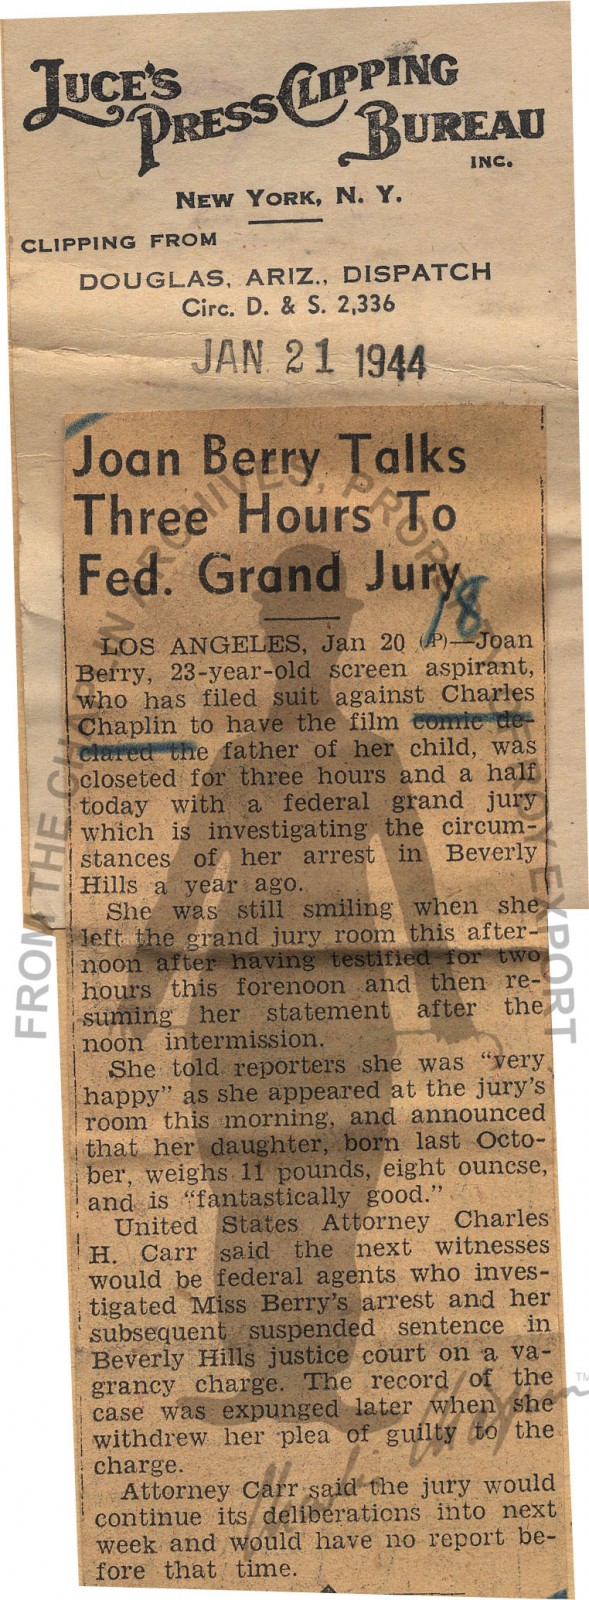 LUCE'S
PRESS CLIPPING
BUREAU
INC.
NEW YORK, N. Y.
CLIPPING FROM
DOUGLAS, ARIZ., DISPATCH
Circ. D. & S. 2,336
JAN 21 1944
Joan Berry Talks
Three Hours To
Fed. Grand Jury
18
LOS ANGELES, Jan 20 (P)—Joan
Berry, 23-year-old screen aspirant,
who has filed suit against Charles
Chaplin to have the film comic de-
clared the father of her child, was
closeted for three hours and a half
today with a federal grand jury
which is investigating the circum-
stances of her arrest in Beverly
Hills a year ago.
She was still smiling when she
left the grand jury room this after-
noon after having testified for two
hours this forenoon and then re-
suming her statement after the
noon intermission.
She told reporters she was "very
happy" as she appeared at the jury's
room this morning, and announced
that her daughter, born last Octo-
ber, weighs 11 pounds, eight ouncse,
and is "fantastically good."
United States Attorney Charles
H. Carr said the next witnesses
would be federal agents who inves-
tigated Miss Berry's arrest and her
subsequent suspended sentence in
Beverly Hills justice court on a va-
grancy charge. The record of the
case was expunged later when she
withdrew her plea of guilty to the
charge.
Attorney Carr said the jury would
continue its deliberations into next
week and would have no report be-
fore that time.
FROM THE CHAPLIN ARCHIVES, PROPERTY OF ROY EXPORT
Charlie Chaplin
TM